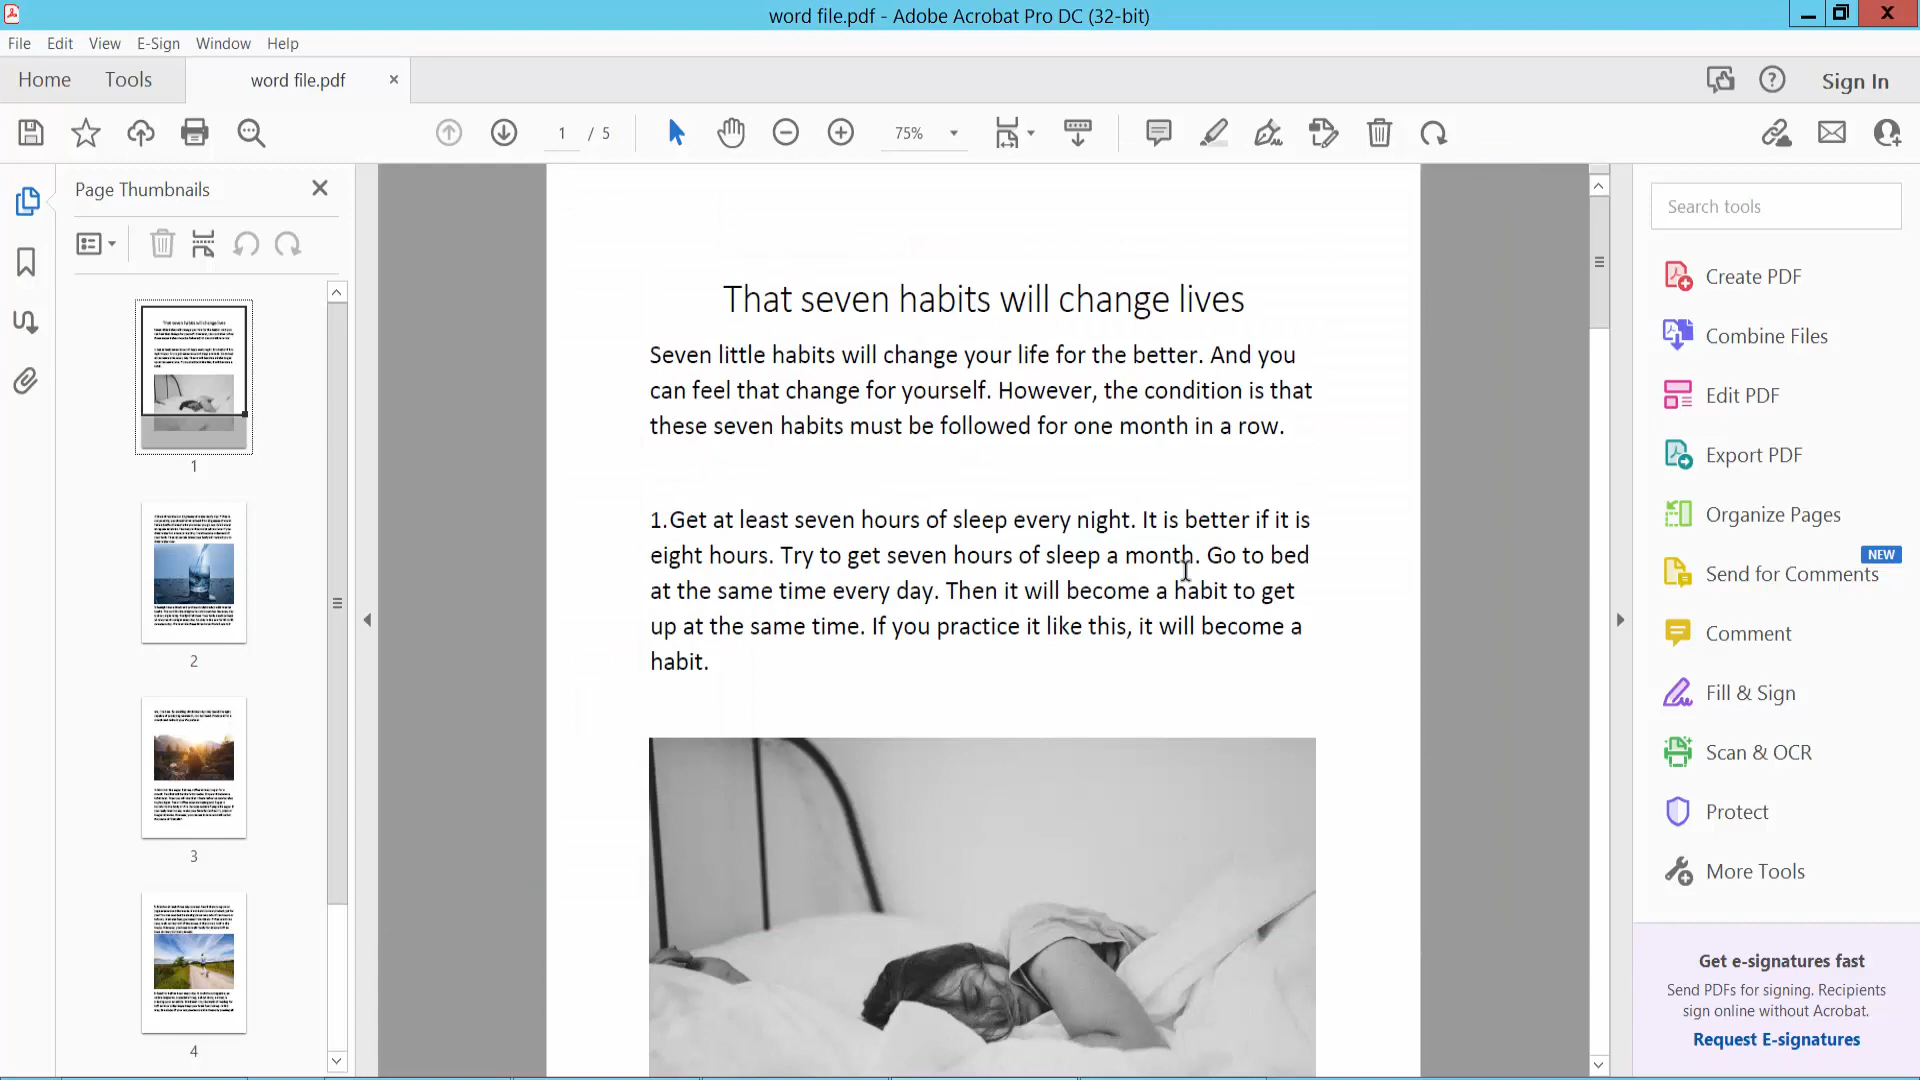 word file.pdf - Adobe Acrobat Pro DC (32-bit)
File Edit View E-Sign Window Help
Home Tools word file.pdf × Sign In
1 / 5 75%
Page Thumbnails
1
2
3
4
That seven habits will change lives
Seven little habits will change your life for the better. And you
can feel that change for yourself. However, the condition is that
these seven habits must be followed for one month in a row.
1.Get at least seven hours of sleep every night. It is better if it is
eight hours. Try to get seven hours of sleep a month. Go to bed
at the same time every day. Then it will become a habit to get
up at the same time. If you practice it like this, it will become a
habit.
Search tools
Create PDF
Combine Files
Edit PDF
Export PDF
Organize Pages
NEW
Send for Comments
Comment
Fill & Sign
Scan & OCR
Protect
More Tools
Get e-signatures fast
Send PDFs for signing. Recipients
sign online without Acrobat.
Request E-signatures